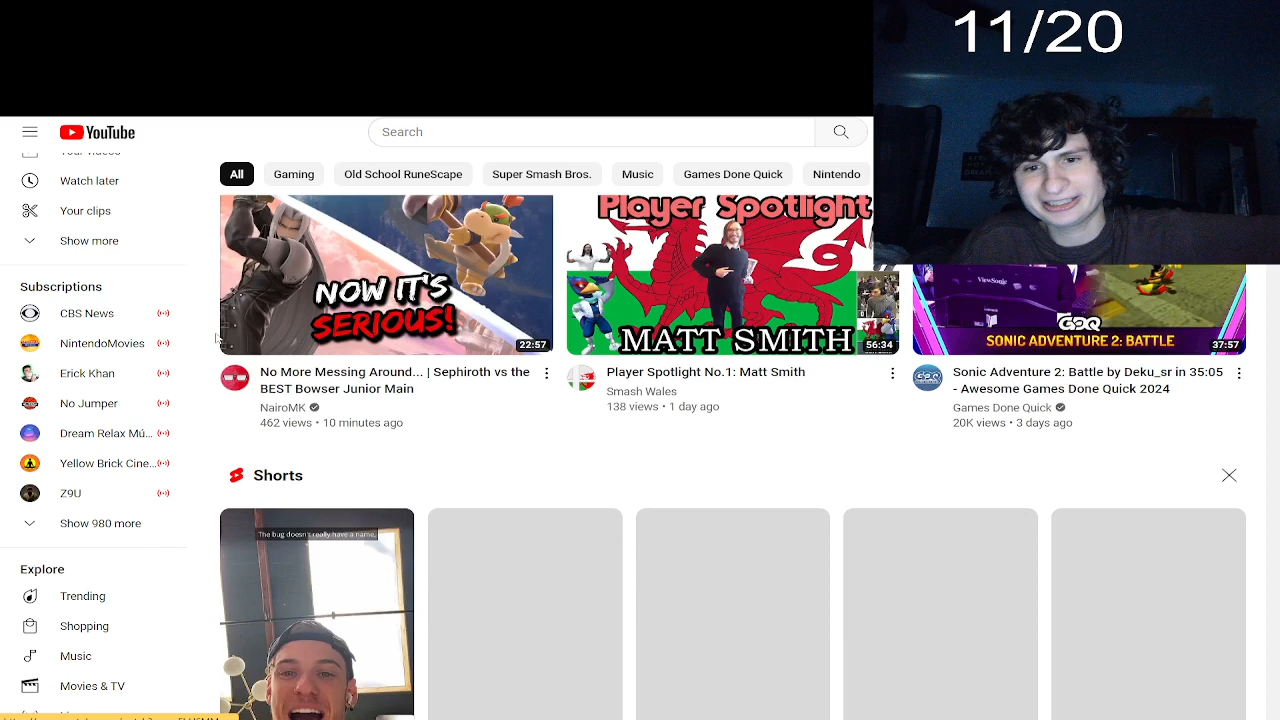 11/20
YouTube
Search
Your videos
Watch later
Your clips
Show more
Subscriptions
CBS News
NintendoMovies
Erick Khan
No Jumper
Dream Relax Mú...
Yellow Brick Cine...
Z9U
Show 980 more
Explore
Trending
Shopping
Music
Movies & TV
All
Gaming
Old School RuneScape
Super Smash Bros.
Music
Games Done Quick
Nintendo
NOW IT'S
SERIOUS!
22:57
Player Spotlight
MATT SMITH
56:34
ViewSonic
GDQ
SONIC ADVENTURE 2: BATTLE
37:57
No More Messing Around... | Sephiroth vs the
BEST Bowser Junior Main
NairoMK
462 views • 10 minutes ago
Player Spotlight No.1: Matt Smith
Smash Wales
138 views • 1 day ago
Sonic Adventure 2: Battle by Deku_sr in 35:05
- Awesome Games Done Quick 2024
Games Done Quick
20K views • 3 days ago
Shorts
The bug doesn't really have a name,